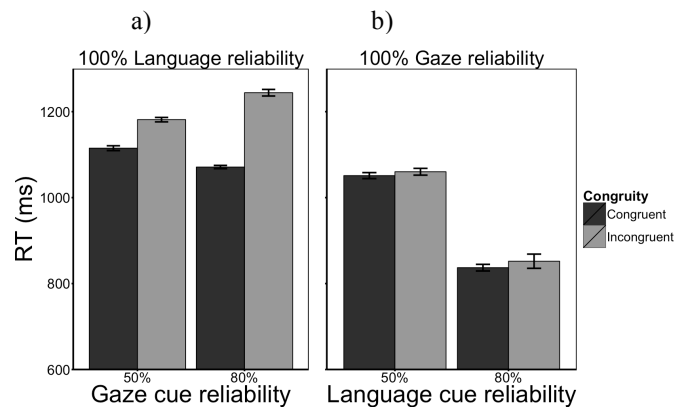 a) b)
100% Language reliability 100% Gaze reliability
1200
1000
800
600
RT (ms)
50% 80% 50% 80%
Gaze cue reliability Language cue reliability
Congruity
Congruent
Incongruent